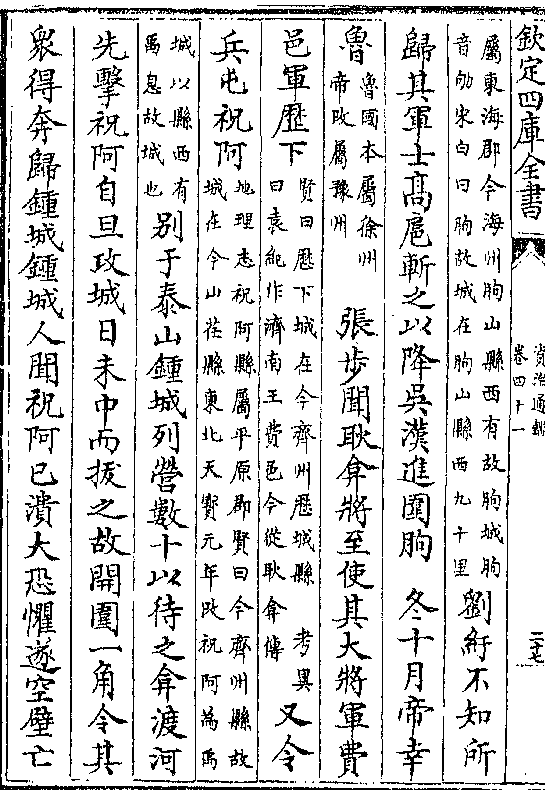 欽定四庫全書
資治通鑑
卷四十一
二十七
屬東海郡今海州朐山縣西有故朐城朐
音劬宋白曰朐故城在朐山縣西九十里
劉紆不知所
歸其軍士高扈斬之以降吳漢進圍朐 冬十月帝幸
魯
魯國本屬徐州
帝改屬豫州
張步聞耿弇將至使其大將軍費
邑軍歷下
賢曰歷下城在今齊州歷城縣 考異
曰袁紀作濟南王費邑今從耿弇傳
又令
兵屯祝阿
地理志祝阿縣屬平原郡賢曰今齊州縣故
城在今山茌縣東北天寶元年改祝阿為禹
城以縣西有
禹息故城也
別于泰山鍾城列營數十以待之弇渡河
先擊祝阿自旦攻城日未中而拔之故開圍一角令其
衆得奔歸鍾城鍾城人聞祝阿已潰大恐懼遂空壁亡